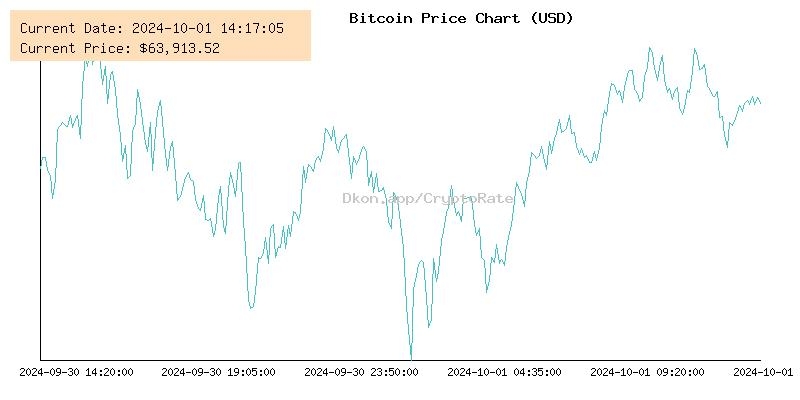 Bitcoin Price Chart (USD)
Current Date: 2024-10-01 14:17:05
Current Price: $63,913.52
Dkon.app/CryptoRate
2024-09-30 14:20:00 2024-09-30 19:05:00 2024-09-30 23:50:00 2024-10-01 04:35:00 2024-10-01 09:20:00 2024-10-01